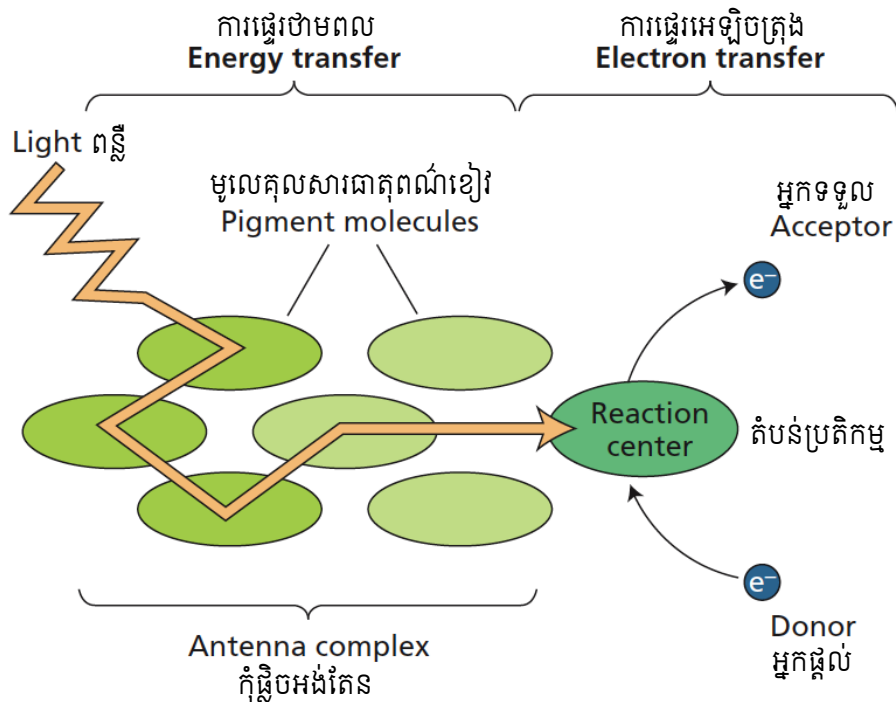 ការផ្ទេរថាមពល
Energy transfer
ការផ្ទេរអេឡិចត្រុង
Electron transfer
Light ពន្លឺ
មូលេគុលសារធាតុពណ៌ខៀវ
Pigment molecules
អ្នកទទួល
Acceptor
e–
Reaction
center
តំបន់ប្រតិកម្ម
e–
Antenna complex
កុំផ្លិចអង់តែន
Donor
អ្នកផ្តល់